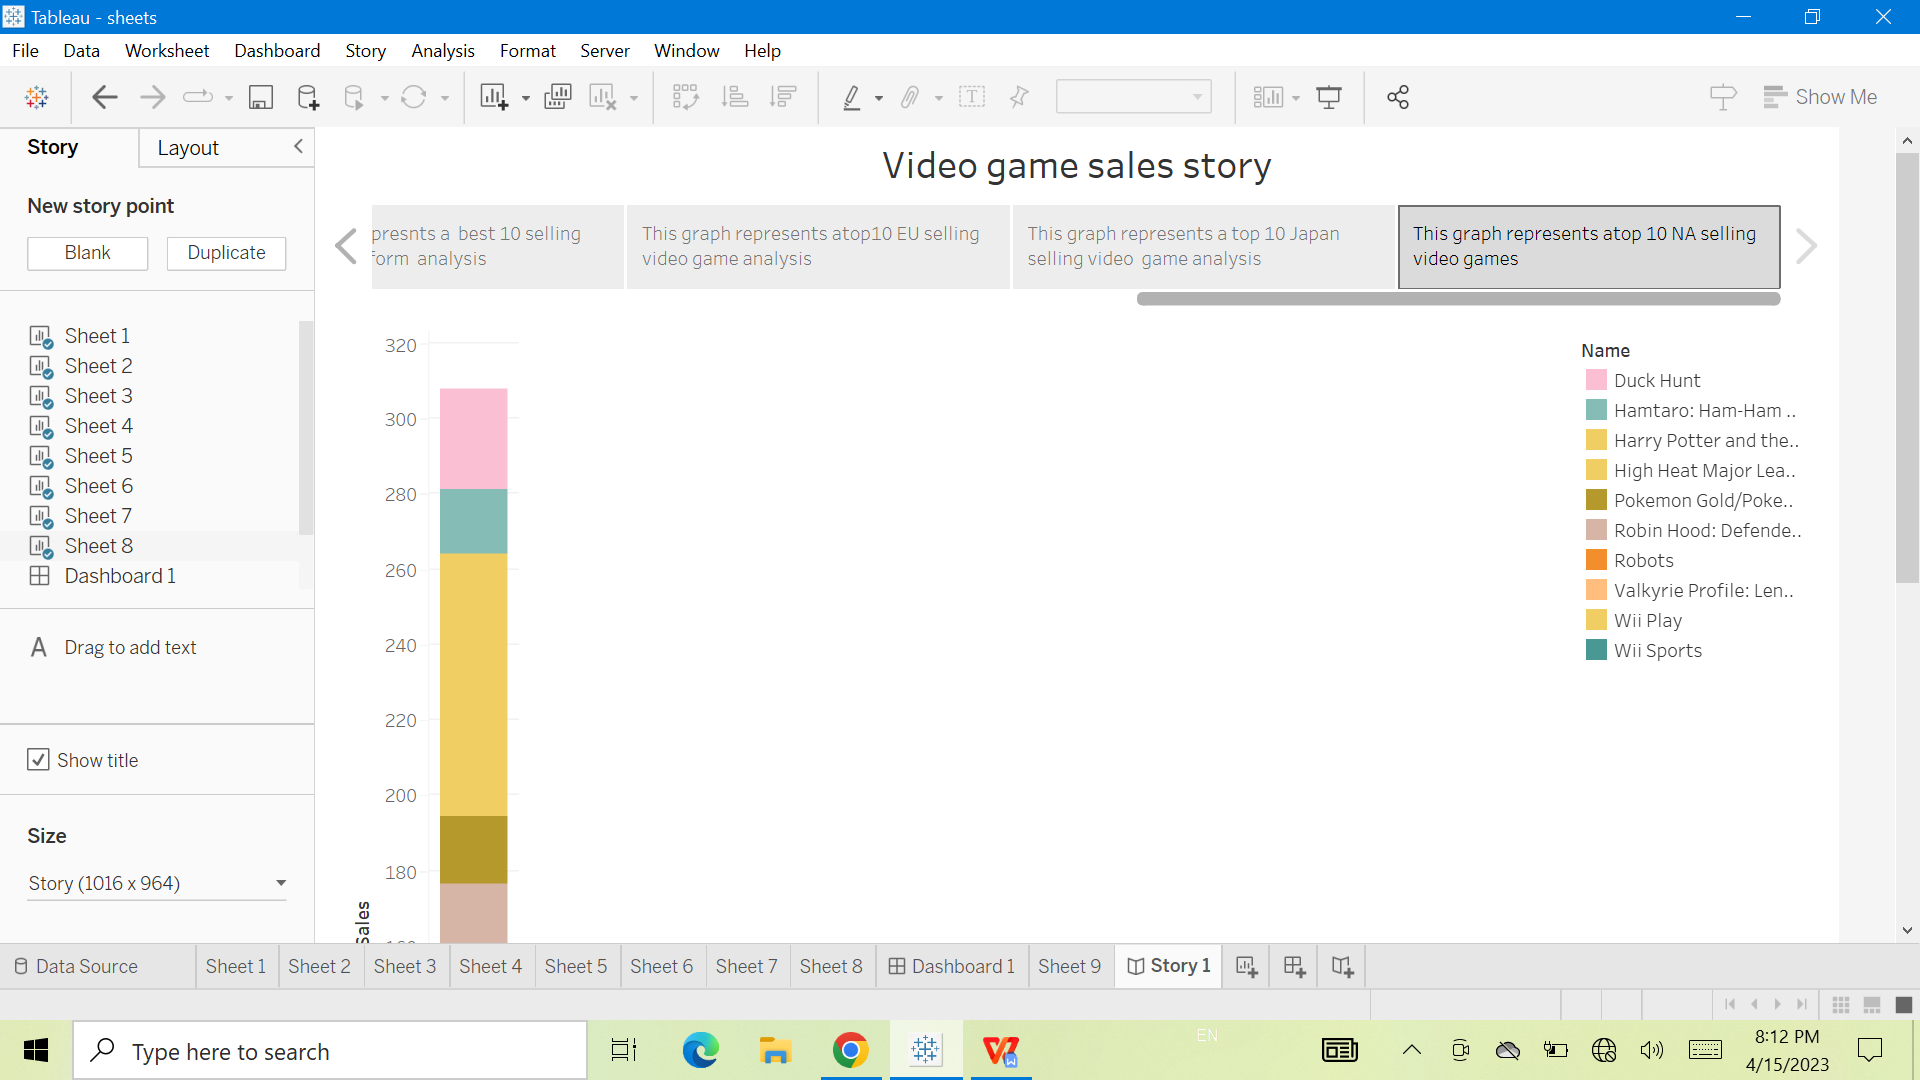 Tableau - sheets
File Data Worksheet Dashboard Story Analysis Format Server Window Help
Show Me
Story Layout
New story point
Blank Duplicate
Sheet 1
Sheet 2
Sheet 3
Sheet 4
Sheet 5
Sheet 6
Sheet 7
Sheet 8
Dashboard 1
A Drag to add text
Show title
Size
Story (1016 x 964)
Video game sales story
presnts a best 10 selling
form analysis
This graph represents atop10 EU selling
video game analysis
This graph represents a top 10 Japan
selling video game analysis
This graph represents atop 10 NA selling
video games
320
300
280
260
240
220
200
180
160
Sales
Name
Duck Hunt
Hamtaro: Ham-Ham ..
Harry Potter and the..
High Heat Major Lea..
Pokemon Gold/Poke..
Robin Hood: Defende..
Robots
Valkyrie Profile: Len..
Wii Play
Wii Sports
Data Source Sheet 1 Sheet 2 Sheet 3 Sheet 4 Sheet 5 Sheet 6 Sheet 7 Sheet 8 Dashboard 1 Sheet 9 Story 1
Type here to search
EN
8:12 PM
4/15/2023